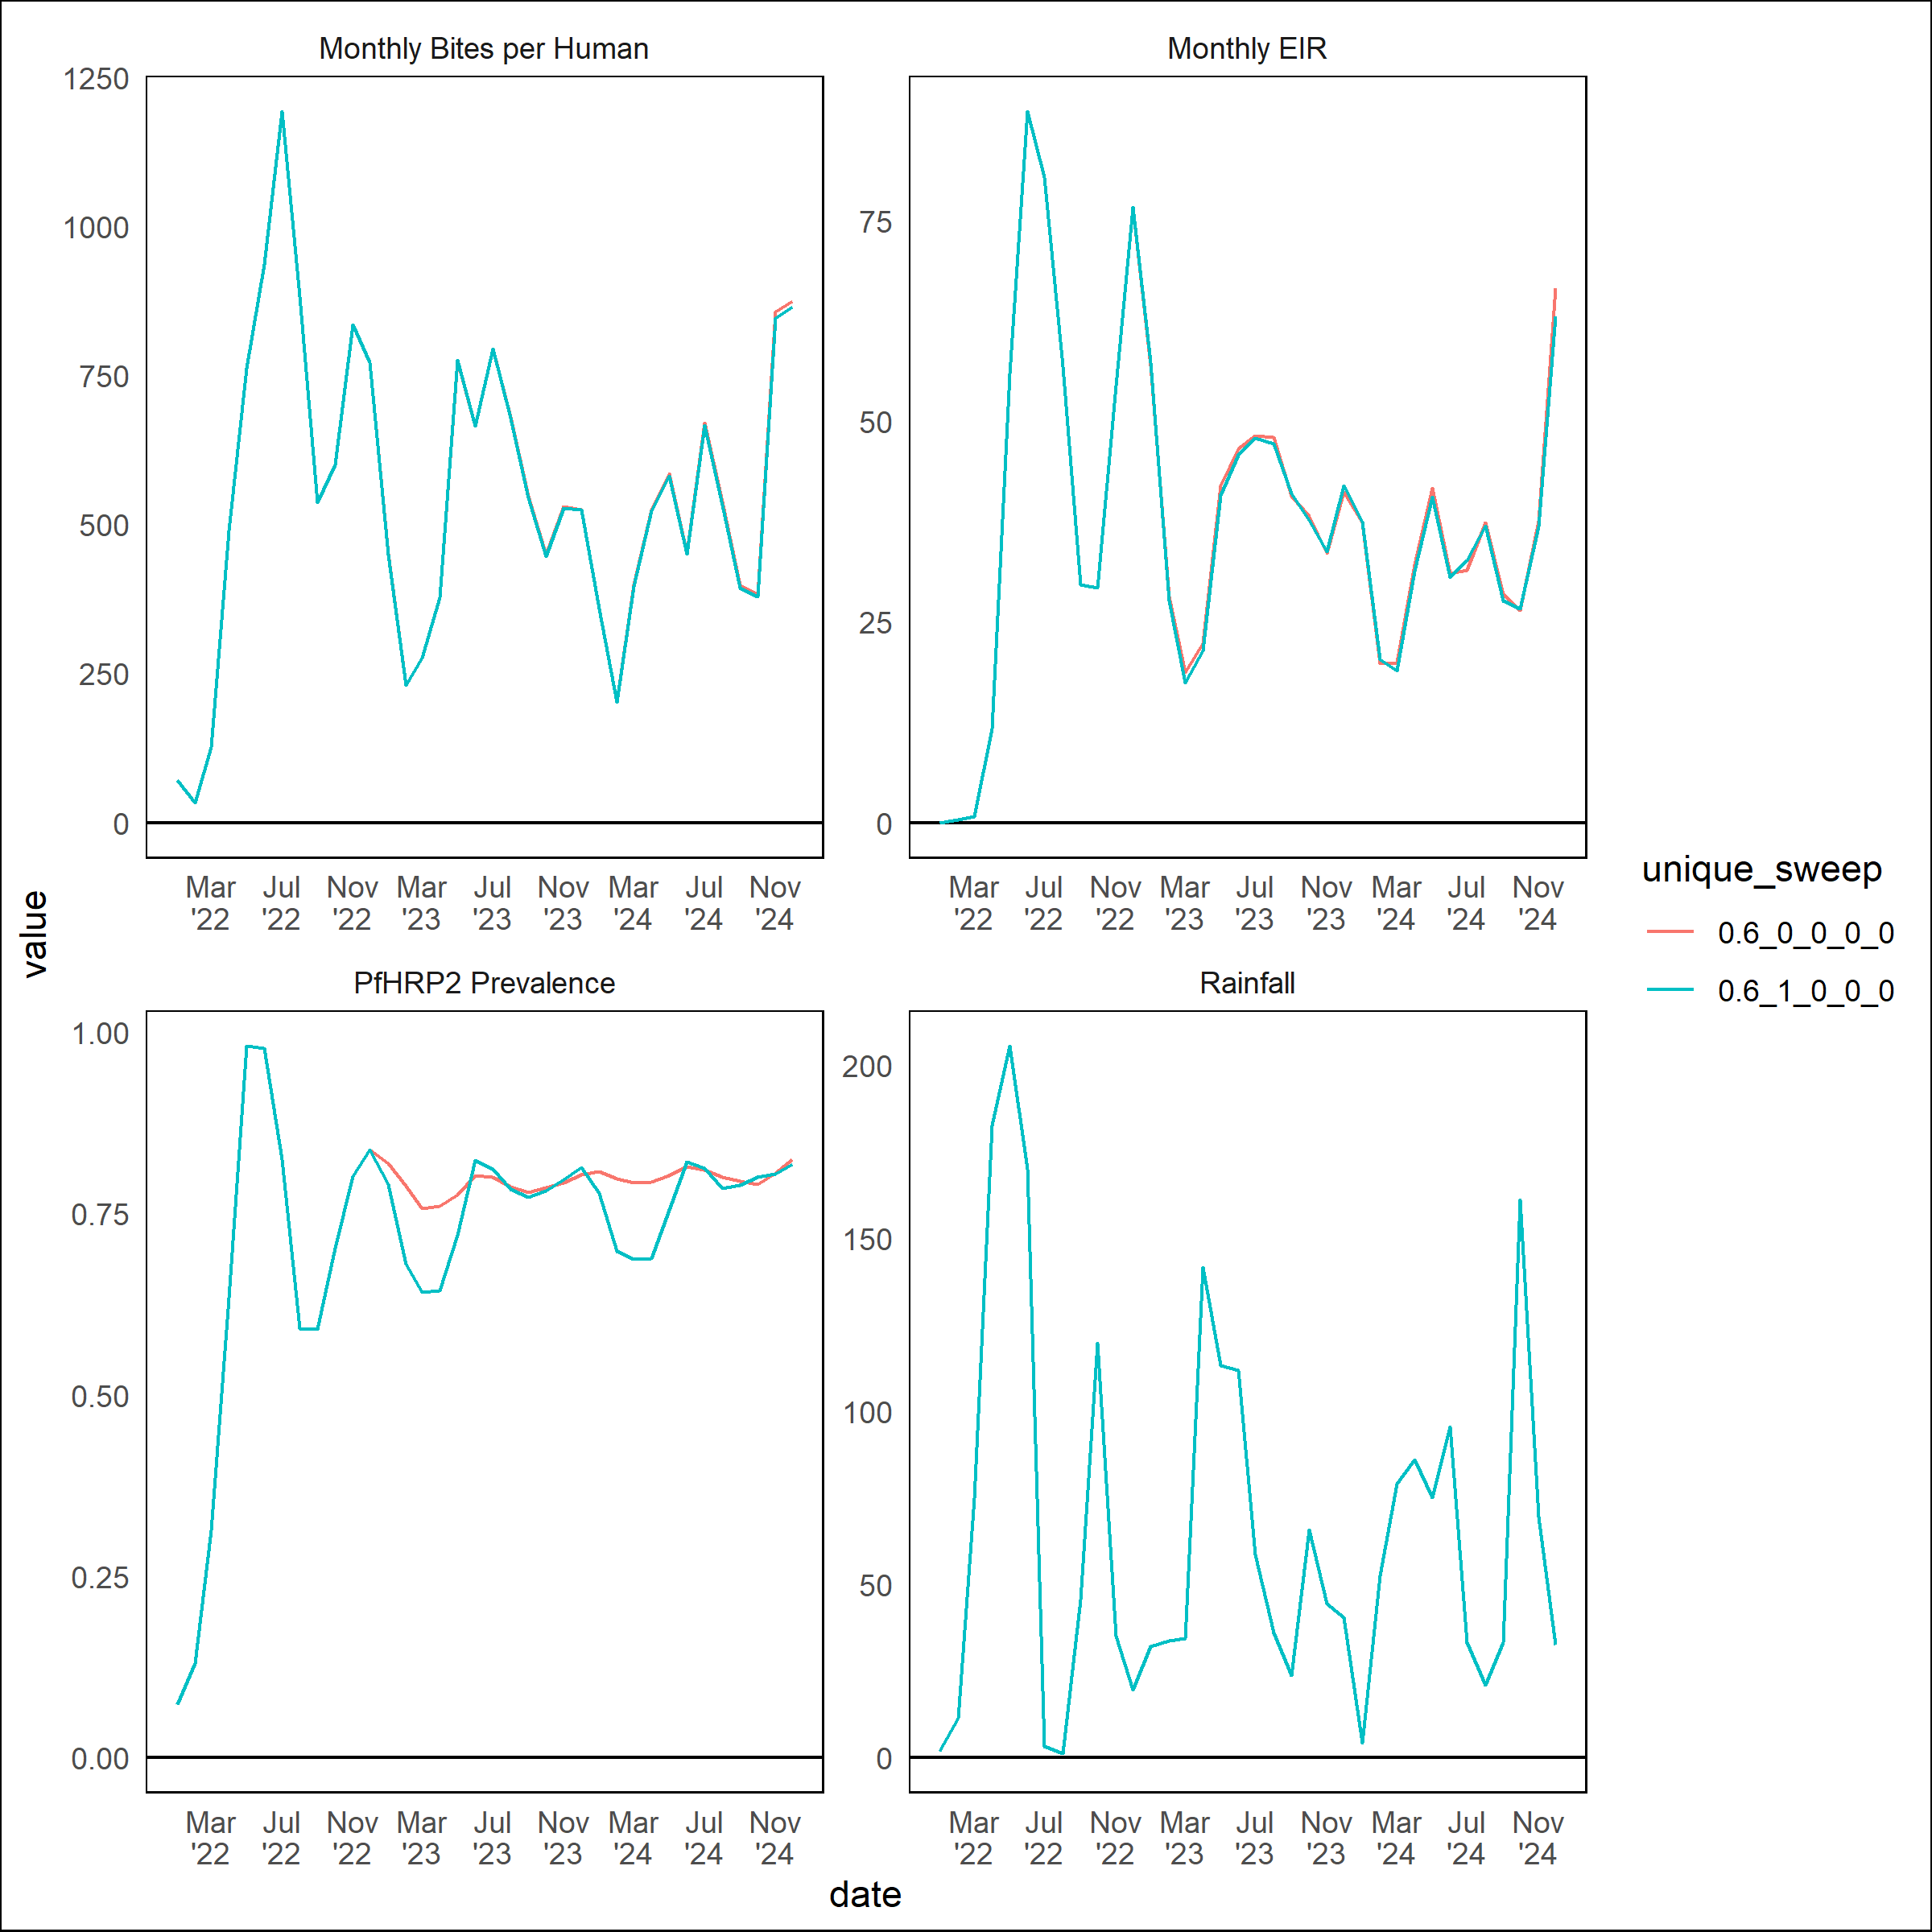 Monthly Bites per Human
Monthly EIR
1250
1000
750
500
250
0
75
50
25
0
Mar '22 Jul '22 Nov '22 Mar '23 Jul '23 Nov '23 Mar '24 Jul '24 Nov '24
Mar '22 Jul '22 Nov '22 Mar '23 Jul '23 Nov '23 Mar '24 Jul '24 Nov '24
value
PfHRP2 Prevalence
Rainfall
1.00
0.75
0.50
0.25
0.00
200
150
100
50
0
Mar '22 Jul '22 Nov '22 Mar '23 Jul '23 Nov '23 Mar '24 Jul '24 Nov '24
Mar '22 Jul '22 Nov '22 Mar '23 Jul '23 Nov '23 Mar '24 Jul '24 Nov '24
date
unique_sweep
0.6_0_0_0_0
0.6_1_0_0_0